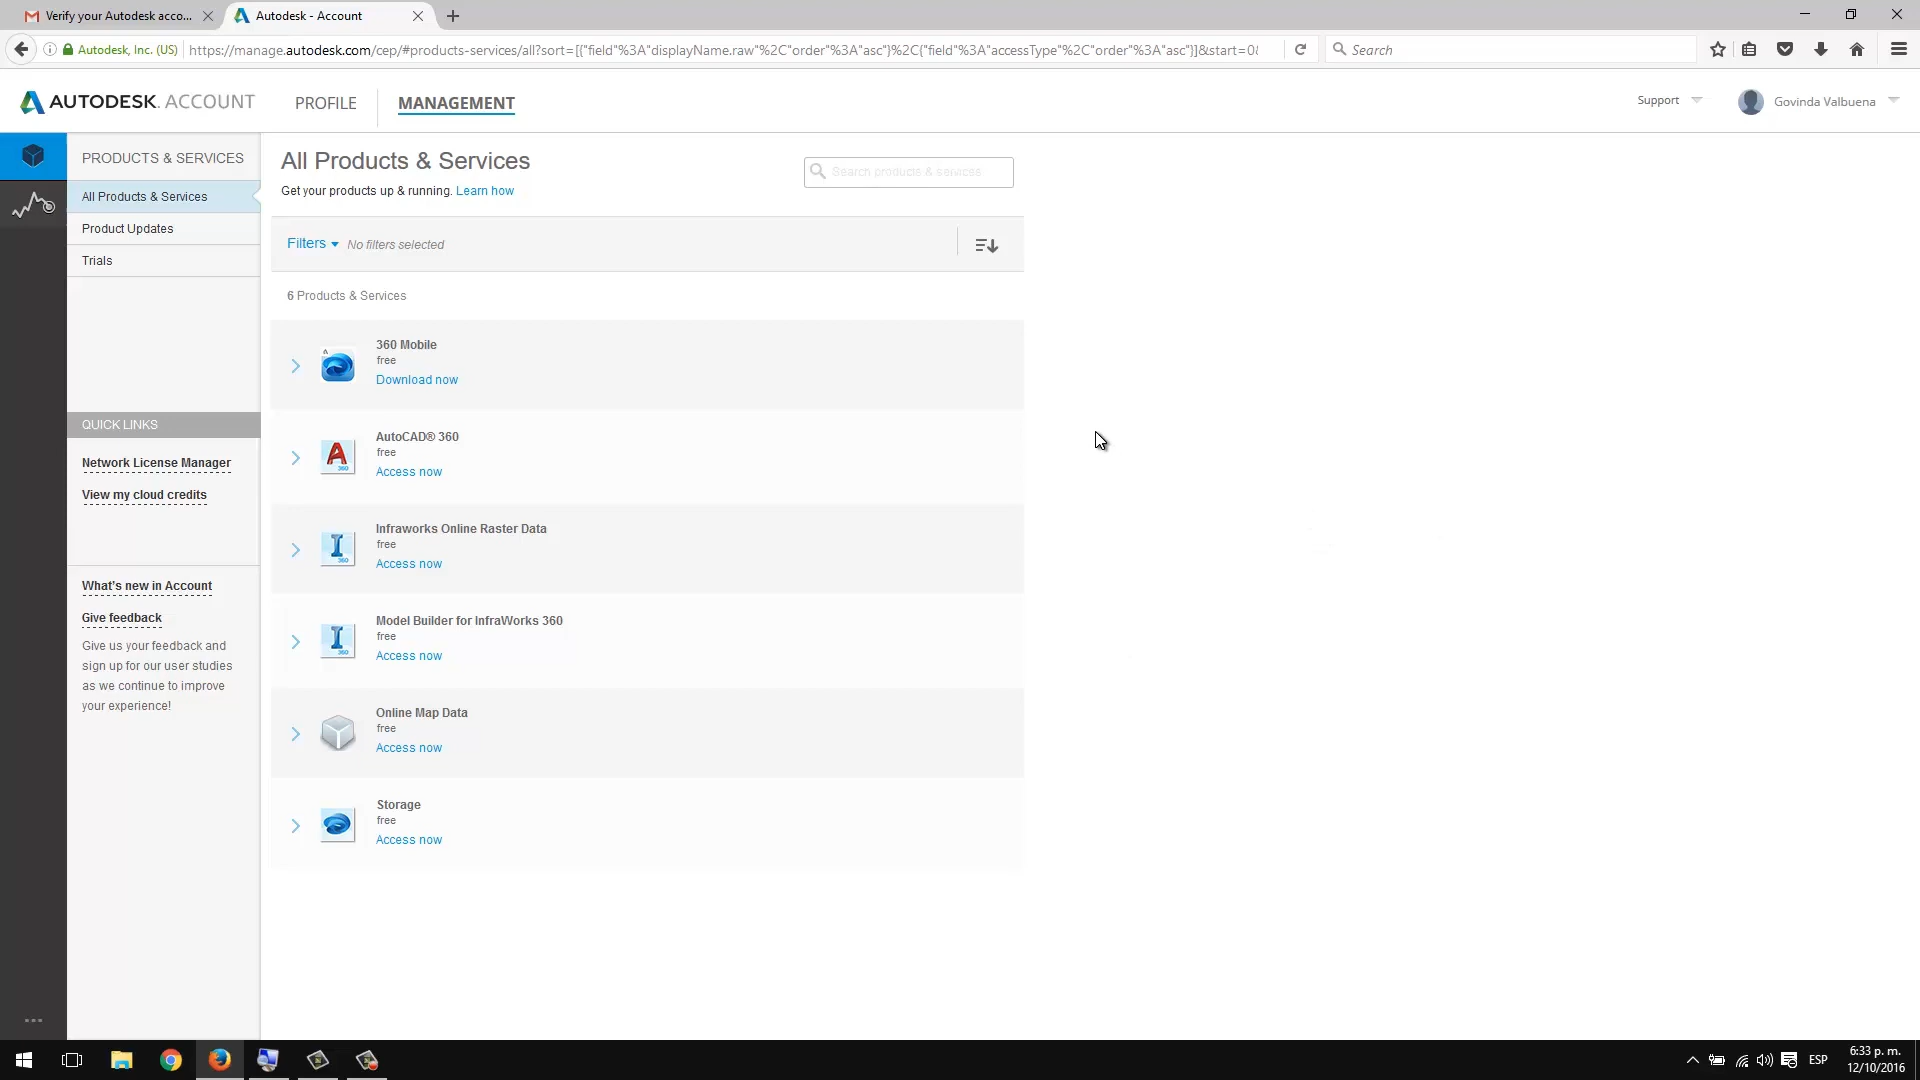 Verify your Autodesk acco...
Autodesk - Account
Autodesk, Inc. (US)
https://manage.autodesk.com/cep/#products-services/all?sort=[{"field"%3A"displayName.raw"%2C"order"%3A"asc"}%2C{"field"%3A"accessType"%2C"order"%3A"asc"}]&start=0&
Search
AUTODESK. ACCOUNT
PROFILE
MANAGEMENT
Support
Govinda Valbuena
PRODUCTS & SERVICES
All Products & Services
Product Updates
Trials
QUICK LINKS
Network License Manager
View my cloud credits
What's new in Account
Give feedback
Give us your feedback and
sign up for our user studies
as we continue to improve
your experience!
All Products & Services
Get your products up & running. Learn how
Search products & services
Filters
No filters selected
6 Products & Services
360 Mobile
free
Download now
AutoCAD® 360
free
Access now
Infraworks Online Raster Data
free
Access now
Model Builder for InfraWorks 360
free
Access now
Online Map Data
free
Access now
Storage
free
Access now
ESP
6:33 p. m.
12/10/2016